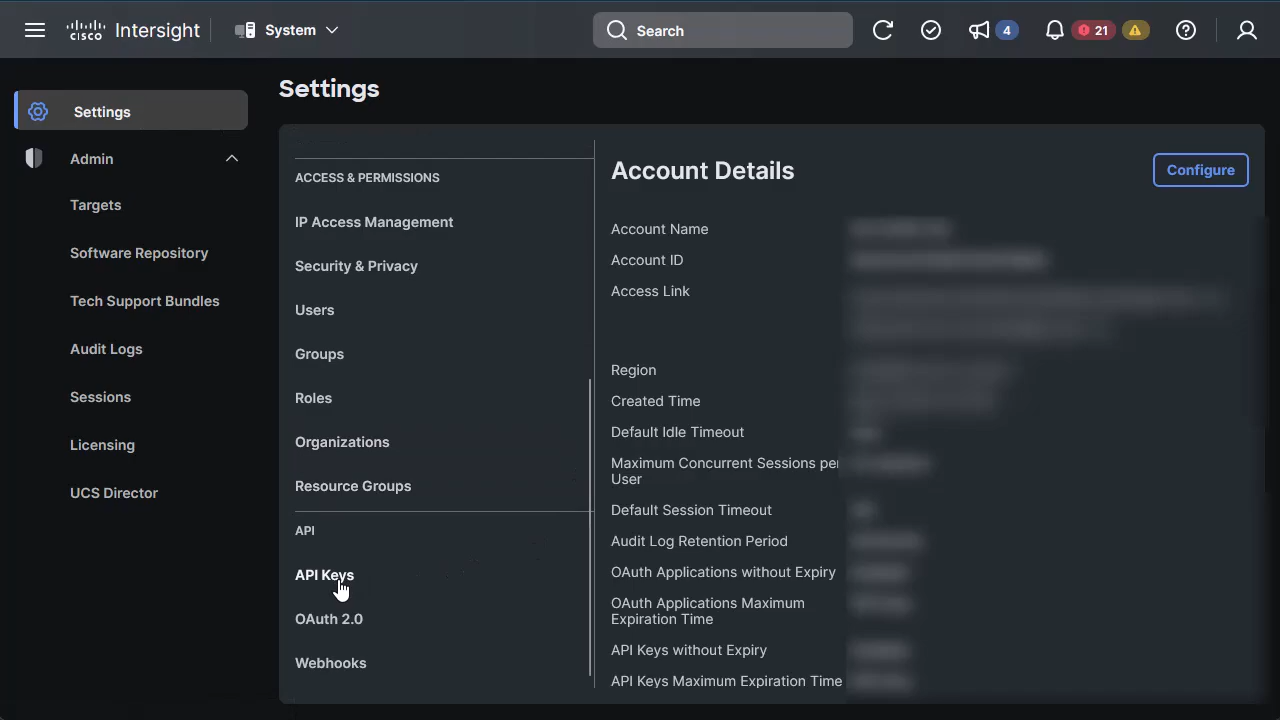 cisco Intersight
System
Search
4
21
Settings
Admin
Targets
Software Repository
Tech Support Bundles
Audit Logs
Sessions
Licensing
UCS Director
Settings
ACCESS & PERMISSIONS
IP Access Management
Security & Privacy
Users
Groups
Roles
Organizations
Resource Groups
API
API Keys
OAuth 2.0
Webhooks
Account Details
Configure
Account Name
Account ID
Access Link
Region
Created Time
Default Idle Timeout
Maximum Concurrent Sessions per
User
Default Session Timeout
Audit Log Retention Period
OAuth Applications without Expiry
OAuth Applications Maximum
Expiration Time
API Keys without Expiry
API Keys Maximum Expiration Time